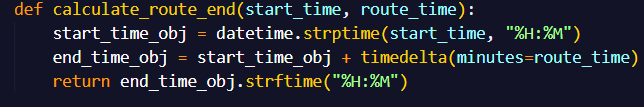 def calculate_route_end(start_time, route_time):
    start_time_obj = datetime.strptime(start_time, "%H:%M")
    end_time_obj = start_time_obj + timedelta(minutes=route_time)
    return end_time_obj.strftime("%H:%M")